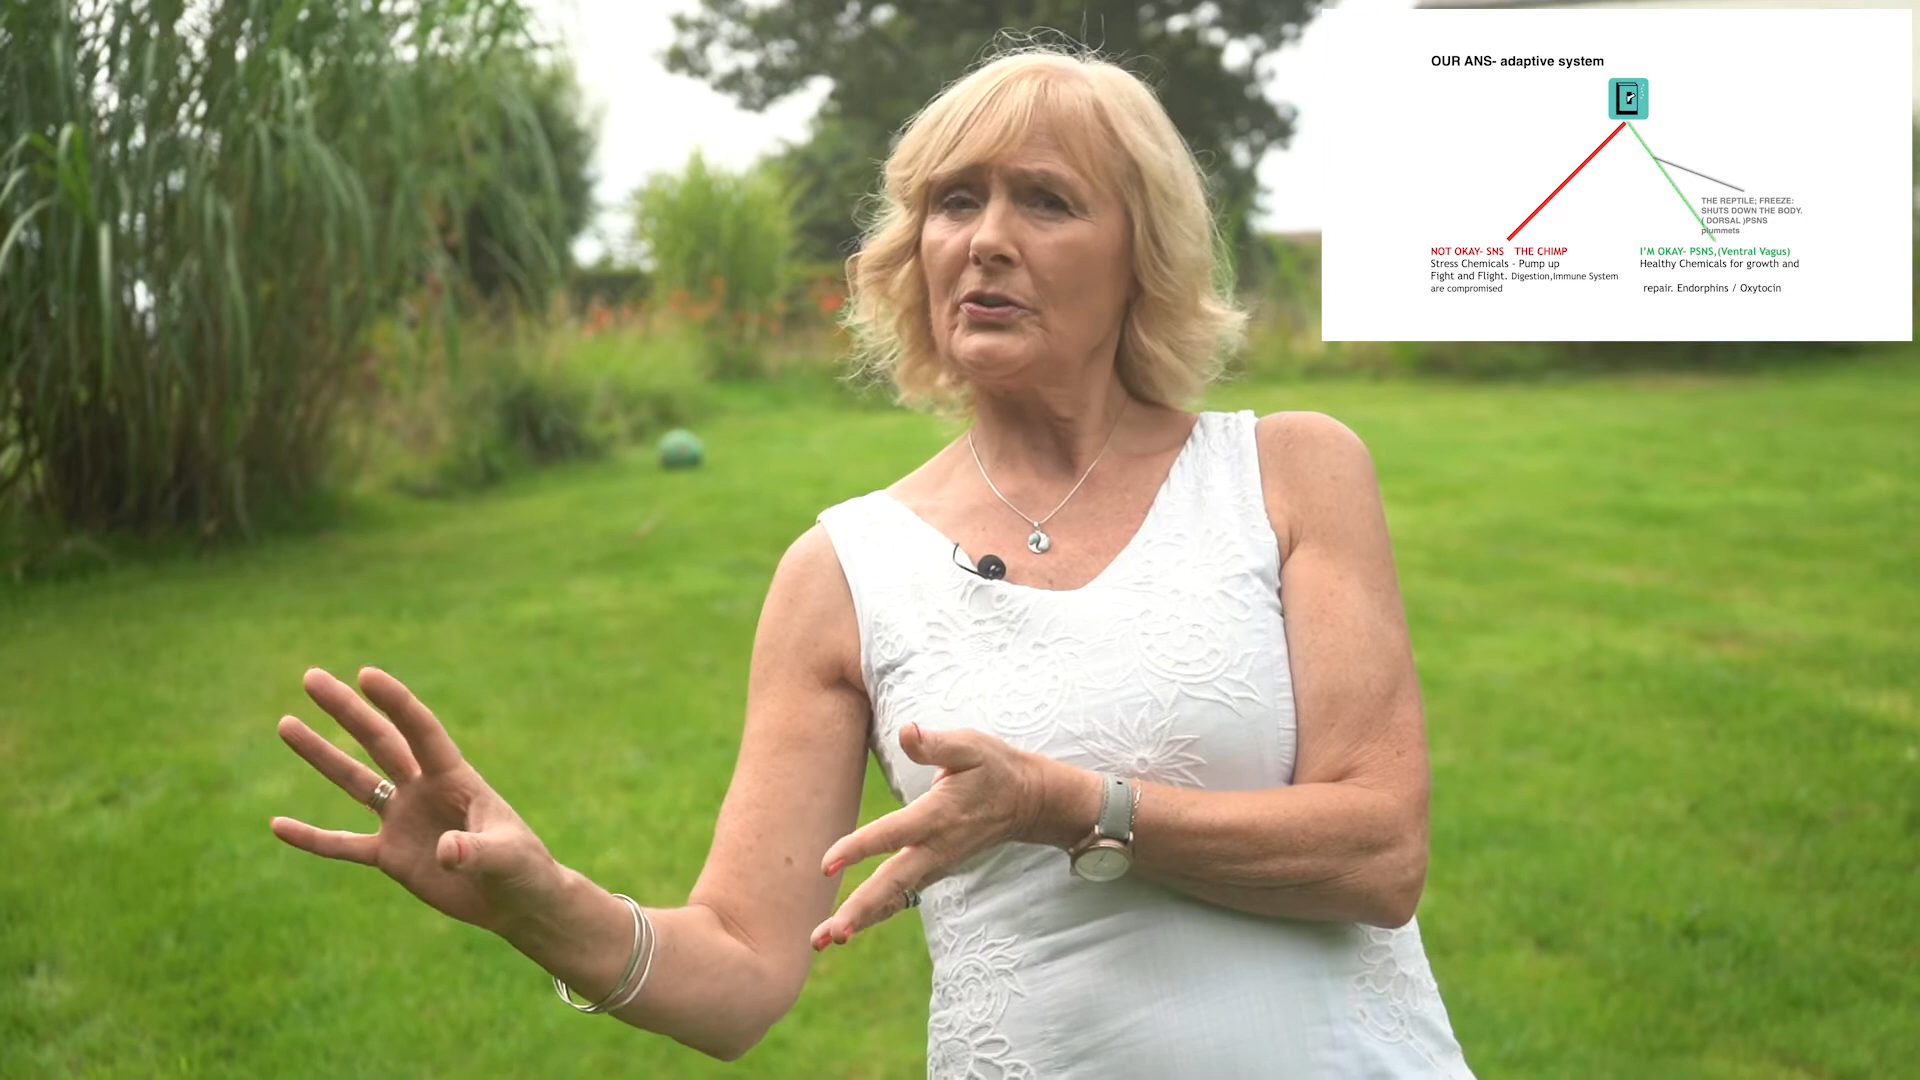 OUR ANS- adaptive system
THE REPTILE; FREEZE:
SHUTS DOWN THE BODY.
( DORSAL )PSNS
plummets
NOT OKAY- SNS THE CHIMP
Stress Chemicals - Pump up
Fight and Flight. Digestion,Immune System
are compromised
I'M OKAY- PSNS,(Ventral Vagus)
Healthy Chemicals for growth and
repair. Endorphins / Oxytocin